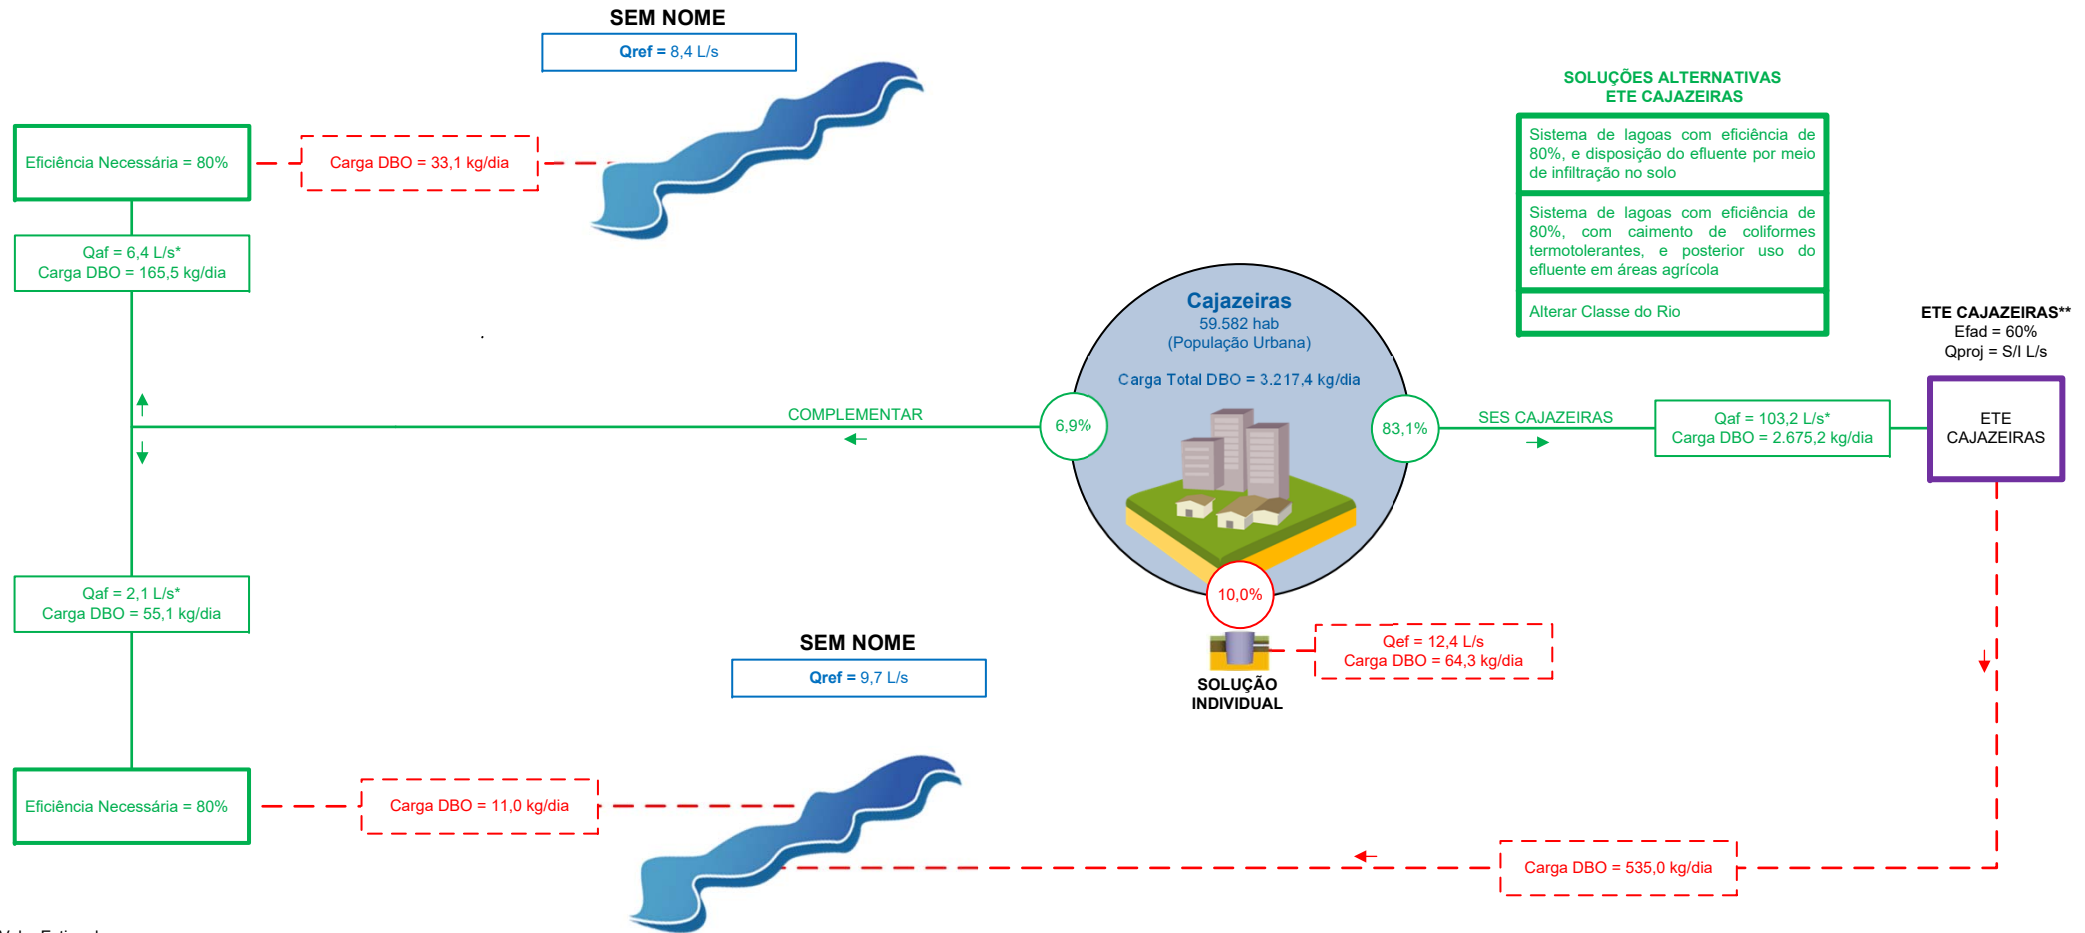 SEM NOME
Qref = 8,4 L/s
Eficiência Necessária = 80%
Carga DBO = 33,1 kg/dia
Qaf = 6,4 L/s*
Carga DBO = 165,5 kg/dia
SOLUÇÕES ALTERNATIVAS
ETE CAJAZEIRAS
Sistema de lagoas com eficiência de
80%, e disposição do efluente por meio
de infiltração no solo
Sistema de lagoas com eficiência de
80%, com caimento de coliformes
termotolerantes, e posterior uso do
efluente em áreas agrícola
Alterar Classe do Rio
ETE CAJAZEIRAS**
Efad = 60%
Qproj = S/I L/s
Cajazeiras
59.582 hab
(População Urbana)
Carga Total DBO = 3.217,4 kg/dia
COMPLEMENTAR
6,9%
83,1%
SES CAJAZEIRAS
Qaf = 103,2 L/s*
Carga DBO = 2.675,2 kg/dia
ETE
CAJAZEIRAS
10,0%
SOLUÇÃO
INDIVIDUAL
Qef = 12,4 L/s
Carga DBO = 64,3 kg/dia
Qaf = 2,1 L/s*
Carga DBO = 55,1 kg/dia
SEM NOME
Qref = 9,7 L/s
Eficiência Necessária = 80%
Carga DBO = 11,0 kg/dia
Carga DBO = 535,0 kg/dia